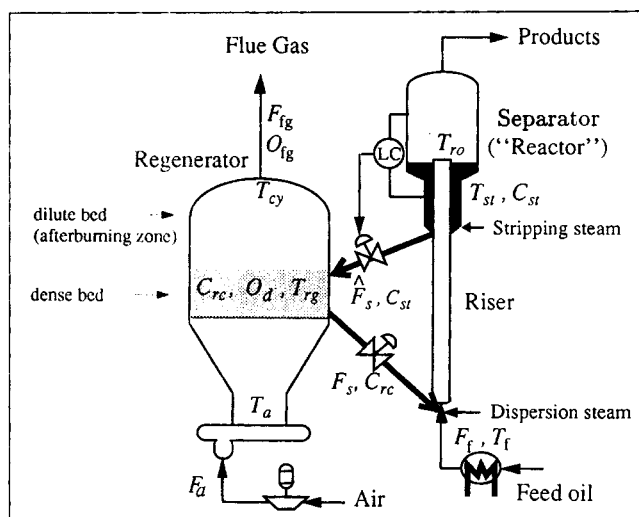 Flue Gas
Products
F_fg
O_fg
Separator
("Reactor")
T_ro
LC
Regenerator
T_cy
T_st , C_st
dilute bed
(afterburning zone)
Stripping steam
dense bed
C_rc, O_d , T_rg
F̂_s , C_st
Riser
F_s, C_rc
T_a
Dispersion steam
F_f , T_f
F_a
Air
Feed oil